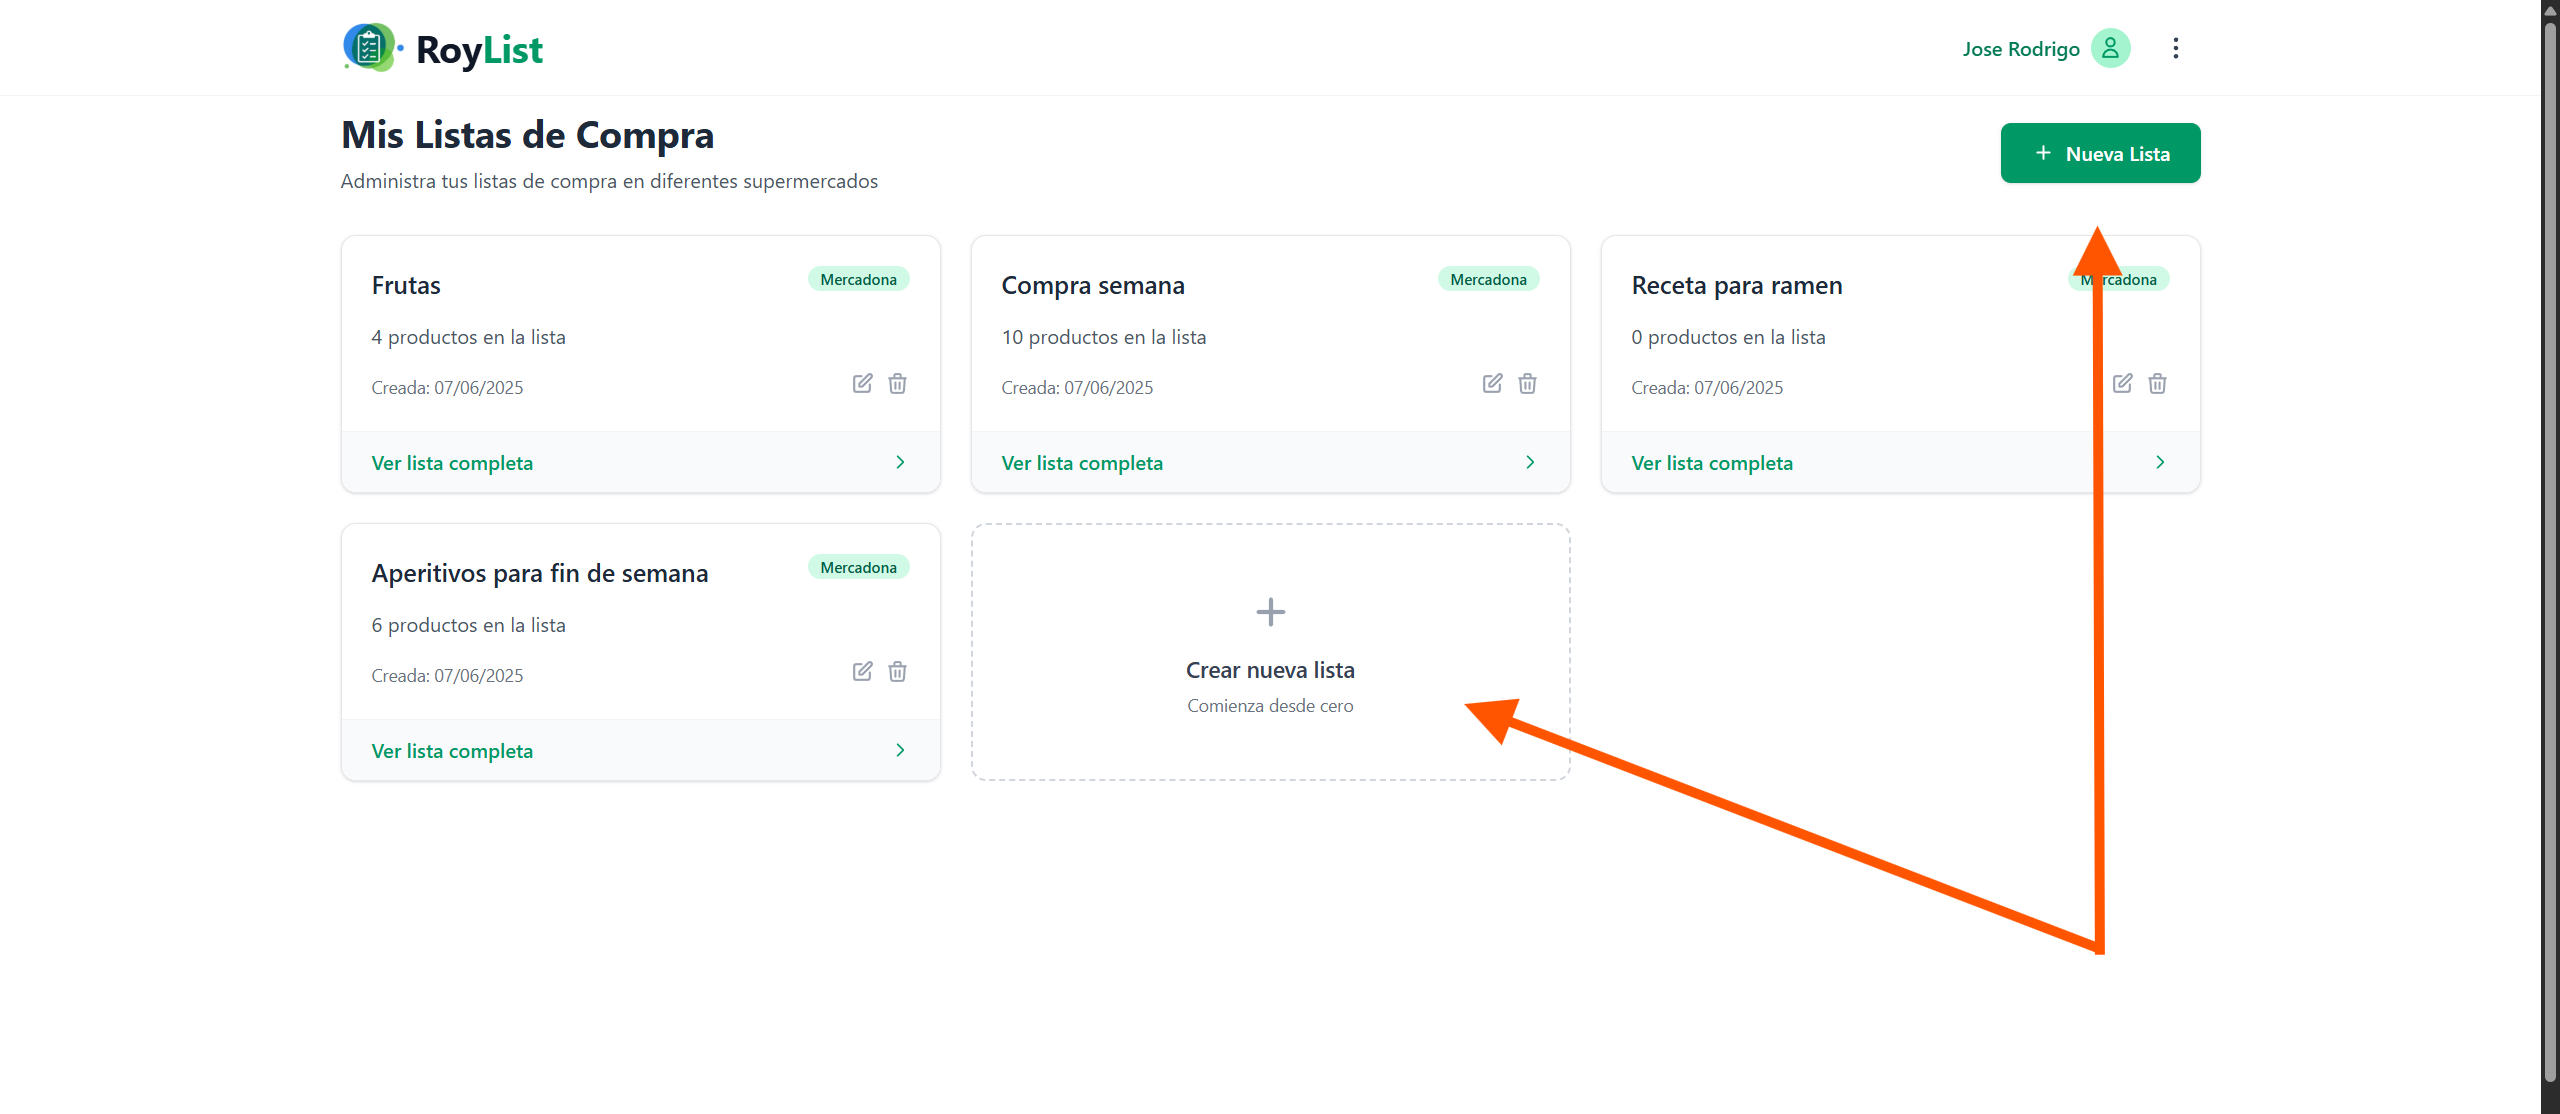 RoyList
Jose Rodrigo
Mis Listas de Compra
Administra tus listas de compra en diferentes supermercados
+ Nueva Lista
Frutas
Mercadona
4 productos en la lista
Creada: 07/06/2025
Ver lista completa
Compra semana
Mercadona
10 productos en la lista
Creada: 07/06/2025
Ver lista completa
Receta para ramen
Mercadona
0 productos en la lista
Creada: 07/06/2025
Ver lista completa
Aperitivos para fin de semana
Mercadona
6 productos en la lista
Creada: 07/06/2025
Ver lista completa
Crear nueva lista
Comienza desde cero